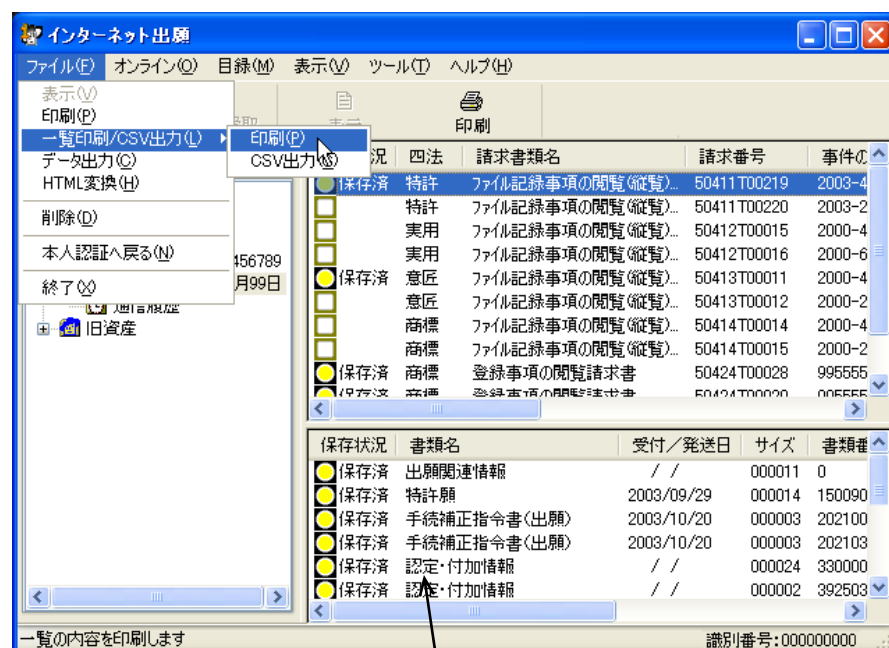 インターネット出願
ファイル(F) オンライン(O) 目録(M) 表示(V) ツール(T) ヘルプ(H)
表示(V)
印刷(P)
一覧印刷/CSV出力(L)
データ出力(C)
HTML変換(H)
削除(D)
本人認証へ戻る(N)
終了(X)
印刷(P)
CSV出力(S)
表示
印刷
456789
月99日
通信履歴
旧資産
況 四法 請求書類名 請求番号 事件の
保存済 特許 ファイル記録事項の閲覧(縦覧)... 50411T00219 2003-4
特許 ファイル記録事項の閲覧(縦覧)... 50411T00220 2003-2
実用 ファイル記録事項の閲覧(縦覧)... 50412T00015 2000-4
実用 ファイル記録事項の閲覧(縦覧)... 50412T00016 2000-6
保存済 意匠 ファイル記録事項の閲覧(縦覧)... 50413T00011 2000-4
意匠 ファイル記録事項の閲覧(縦覧)... 50413T00012 2000-2
商標 ファイル記録事項の閲覧(縦覧)... 50414T00014 2000-4
商標 ファイル記録事項の閲覧(縦覧)... 50414T00015 2000-2
保存済 商標 登録事項の閲覧請求書 50424T00028 995555
保存済 商標 登録事項の閲覧請求書
保存状況 書類名 受付/発送日 サイズ 書類番
保存済 出願関連情報 / / 000011 0
保存済 特許願 2003/09/29 000014 150090
保存済 手続補正指令書(出願) 2003/10/20 000003 202100
保存済 手続補正指令書(出願) 2003/10/20 000003 202103
保存済 認定・付加情報 / / 000024 330000
保存済 認定・付加情報 / / 000002 392503
一覧の内容を印刷します 識別番号:000000000